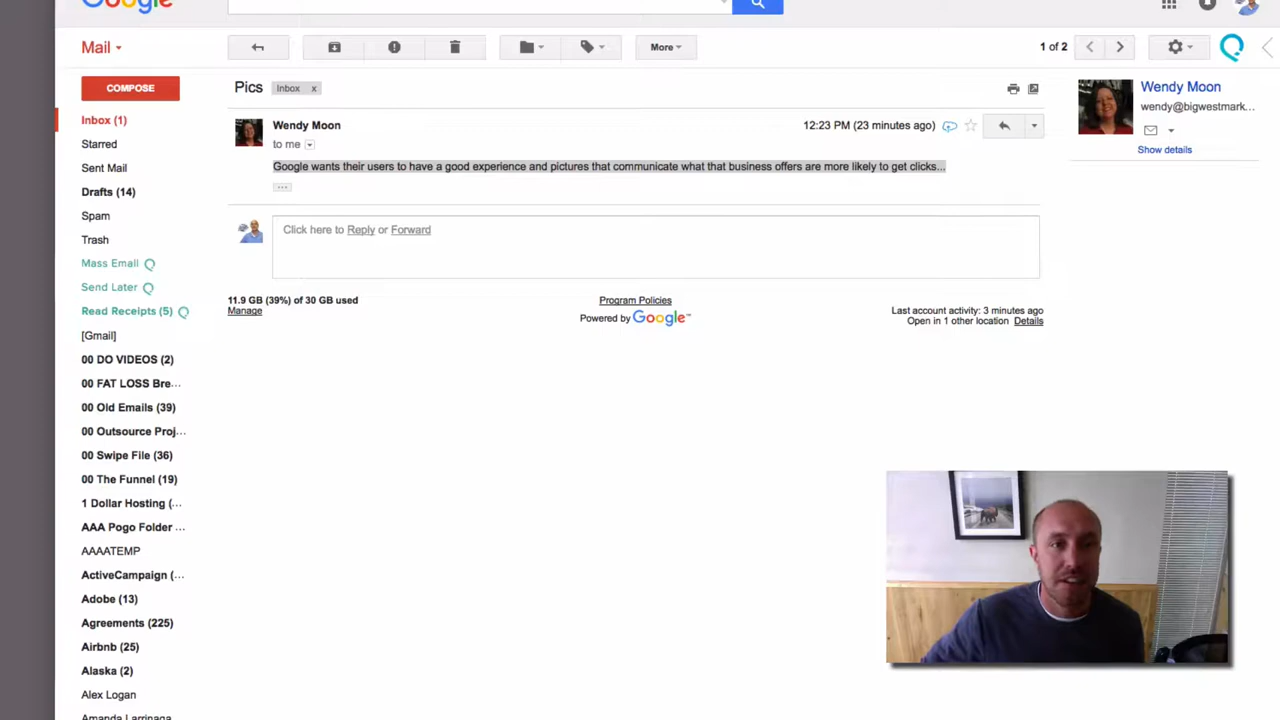 Google
Mail
More
1 of 2
COMPOSE
Inbox (1)
Starred
Sent Mail
Drafts (14)
Spam
Trash
Mass Email
Send Later
Read Receipts (5)
[Gmail]
00 DO VIDEOS (2)
00 FAT LOSS Bre...
00 Old Emails (39)
00 Outsource Proj...
00 Swipe File (36)
00 The Funnel (19)
1 Dollar Hosting (...
AAA Pogo Folder ...
AAAATEMP
ActiveCampaign (...
Adobe (13)
Agreements (225)
Airbnb (25)
Alaska (2)
Alex Logan
Amanda Larrinaga
Pics
Inbox x
Wendy Moon
12:23 PM (23 minutes ago)
to me
Google wants their users to have a good experience and pictures that communicate what that business offers are more likely to get clicks...
...
Click here to Reply or Forward
11.9 GB (39%) of 30 GB used
Manage
Program Policies
Powered by Google™
Last account activity: 3 minutes ago
Open in 1 other location Details
Wendy Moon
wendy@bigwestmark...
Show details